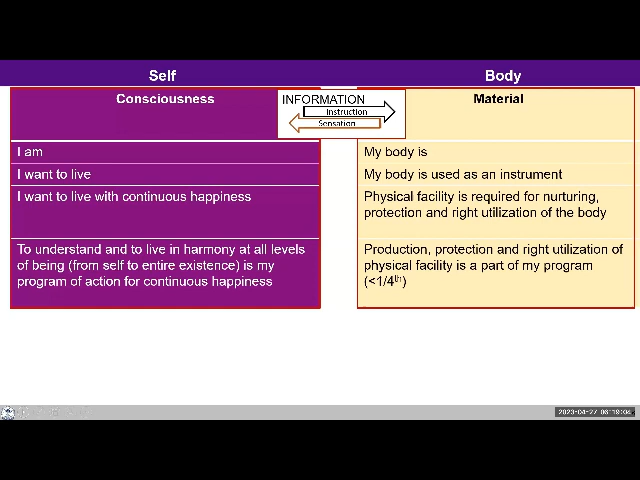 Self
Body
Consciousness
INFORMATION
Instruction
Sensation
Material
I am
My body is
I want to live
My body is used as an instrument
I want to live with continuous happiness
Physical facility is required for nurturing,
protection and right utilization of the body
To understand and to live in harmony at all levels
of being (from self to entire existence) is my
program of action for continuous happiness
Production, protection and right utilization of
physical facility is a part of my program
(<1/4th)
2023-04-27 06:19:04